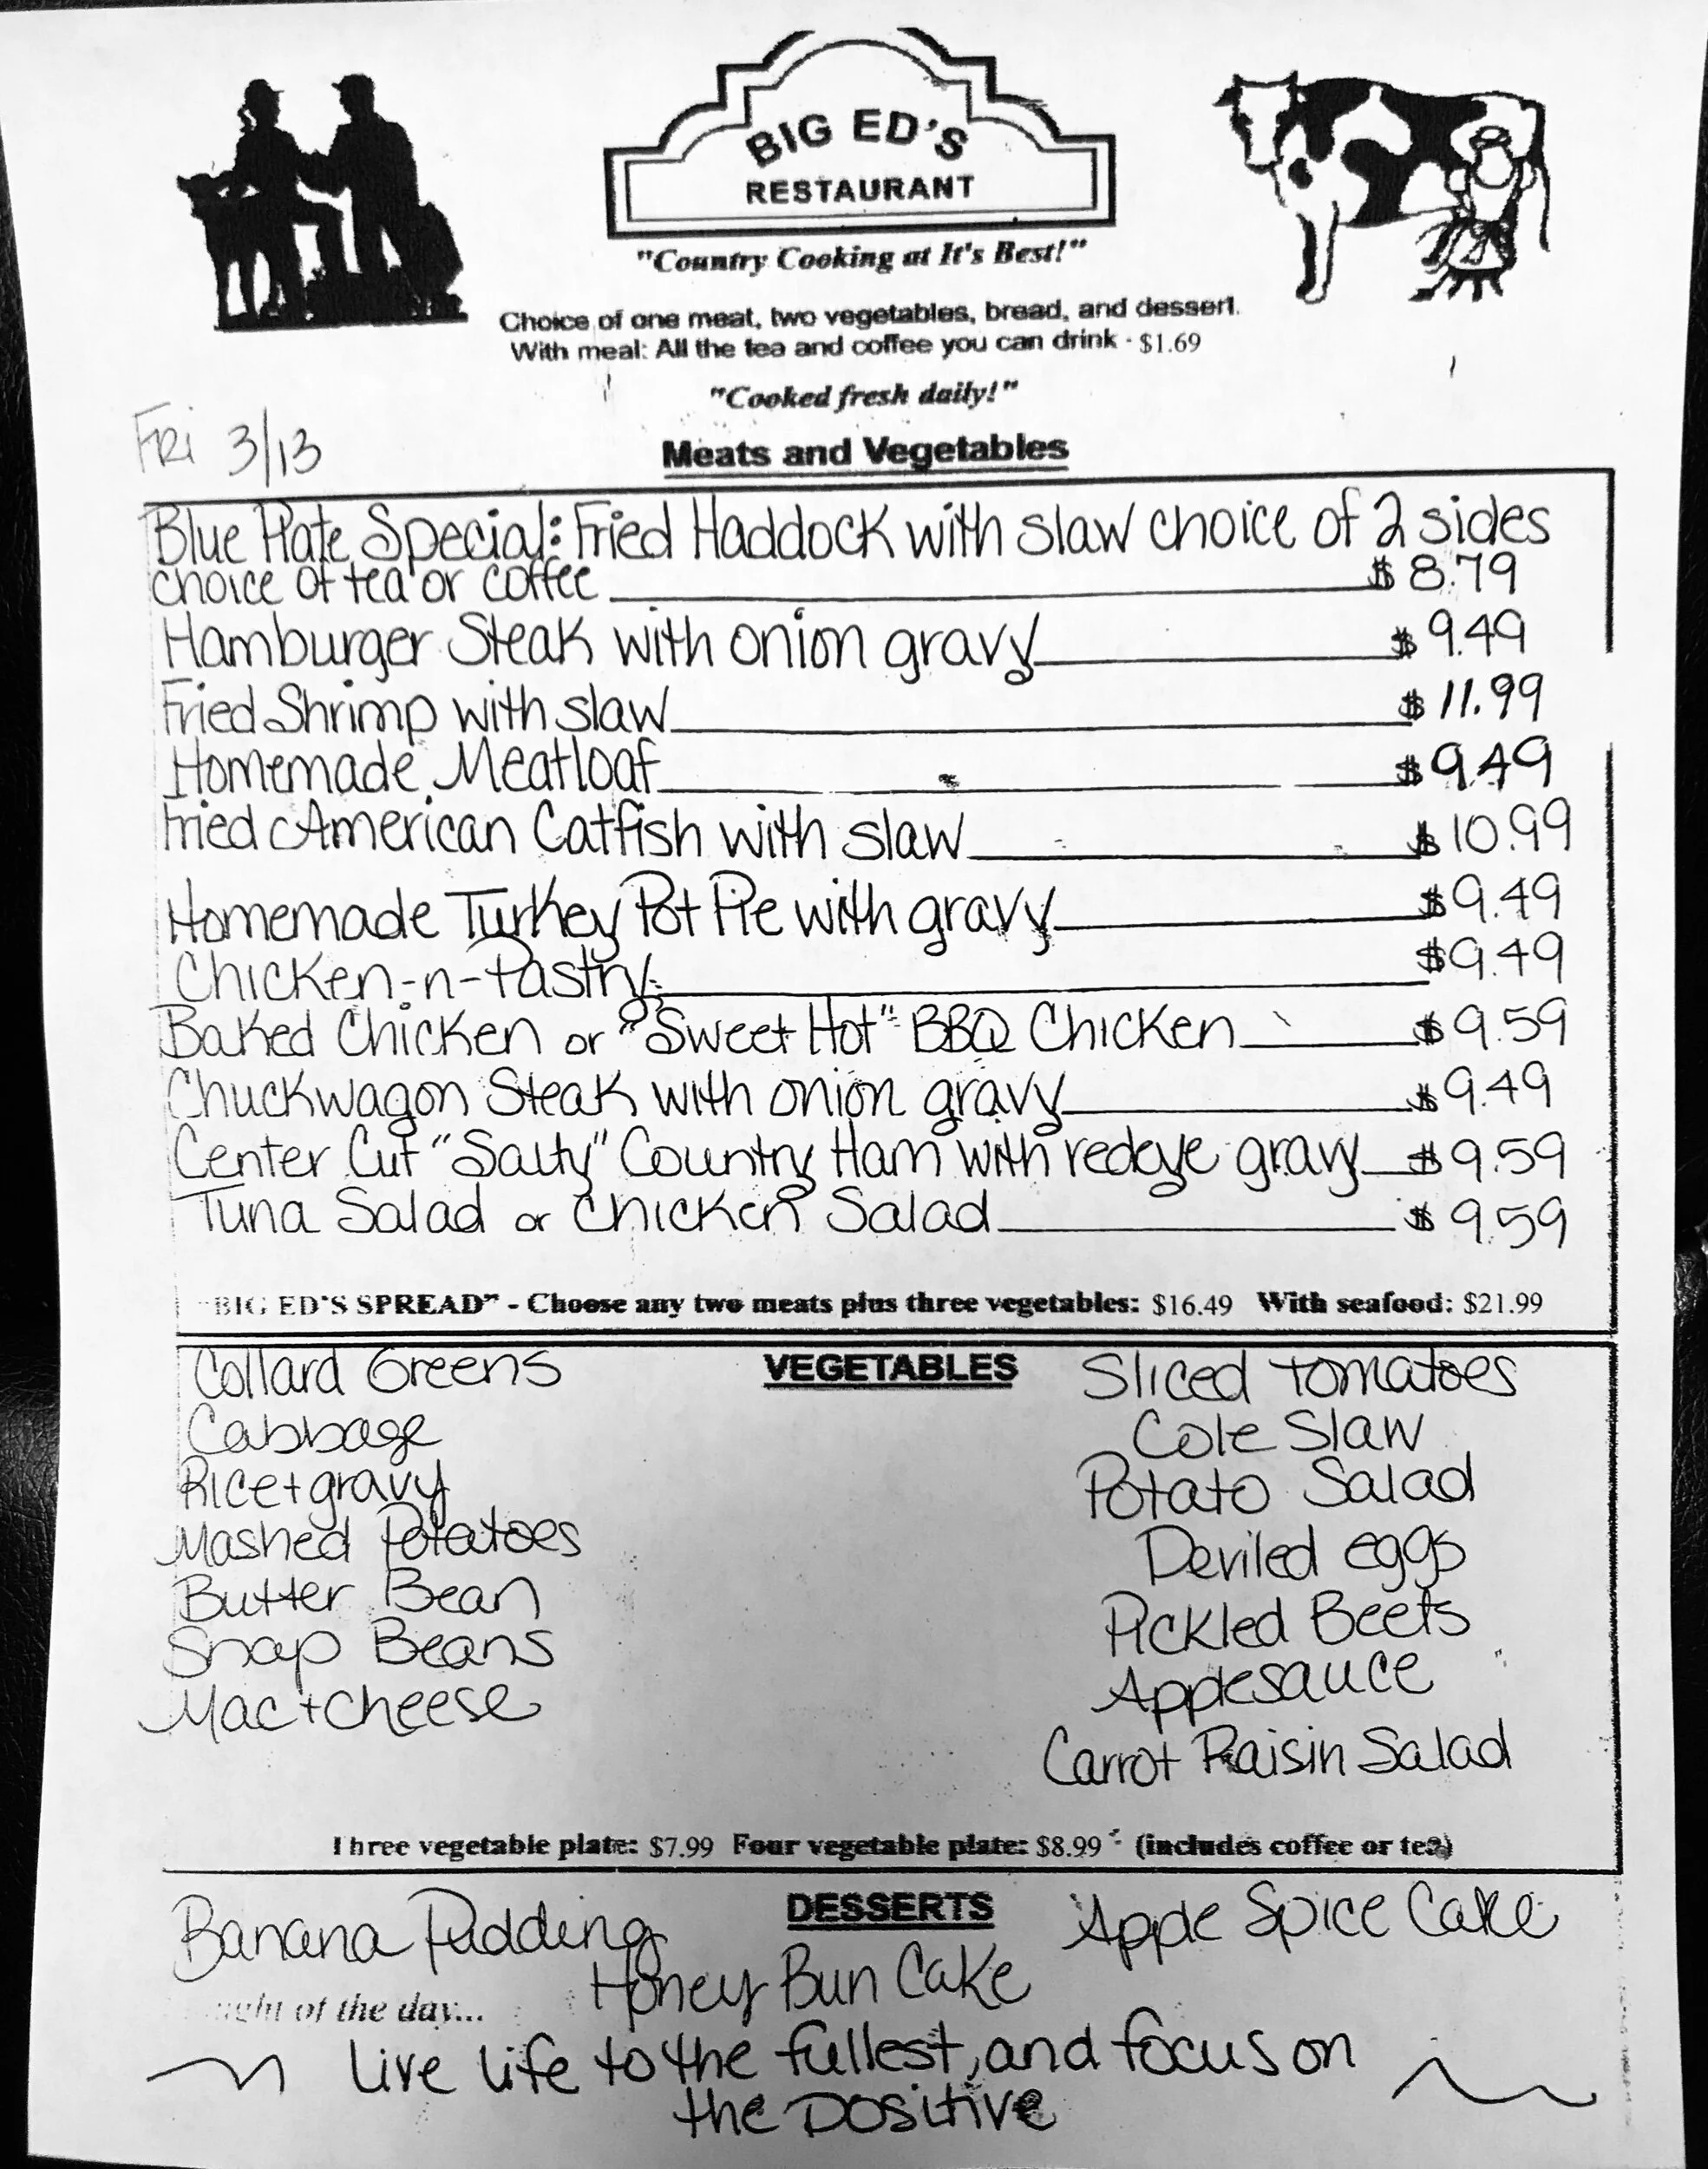 BIG ED'S
RESTAURANT
"Country Cooking at It's Best!"
Choice of one meat, two vegetables, bread, and dessert.
With meal: All the tea and coffee you can drink - $1.69
"Cooked fresh daily!"
FRI 3/13
Meats and Vegetables
Blue Plate Special: Fried Haddock with slaw choice of 2 sides
choice of tea or coffee $8.79
Hamburger Steak with onion gravy $9.49
Fried Shrimp with slaw $11.99
Homemade Meatloaf $9.49
Fried American Catfish with slaw $10.99
Homemade Turkey Pot Pie with gravy $9.49
Chicken-n-Pastry $9.49
Baked Chicken or "Sweet Hot" BBQ Chicken $9.59
Chuckwagon Steak with onion gravy $9.49
Center Cut "Salty" Country Ham with redeye gravy $9.59
Tuna Salad or Chicken Salad $9.59
"BIG ED'S SPREAD" - Choose any two meats plus three vegetables: $16.49 With seafood: $21.99
VEGETABLES
Collard Greens
Cabbage
Rice + gravy
Mashed Potatoes
Butter Bean
Snap Beans
Mac + cheese
Sliced tomatoes
Cole Slaw
Potato Salad
Deviled eggs
Pickled Beets
Applesauce
Carrot Raisin Salad
Three vegetable plate: $7.99 Four vegetable plate: $8.99 (includes coffee or tea)
DESSERTS
Banana Pudding
Apple Spice Cake
Honey Bun Cake
of the day...
Live life to the fullest, and focus on
the positive